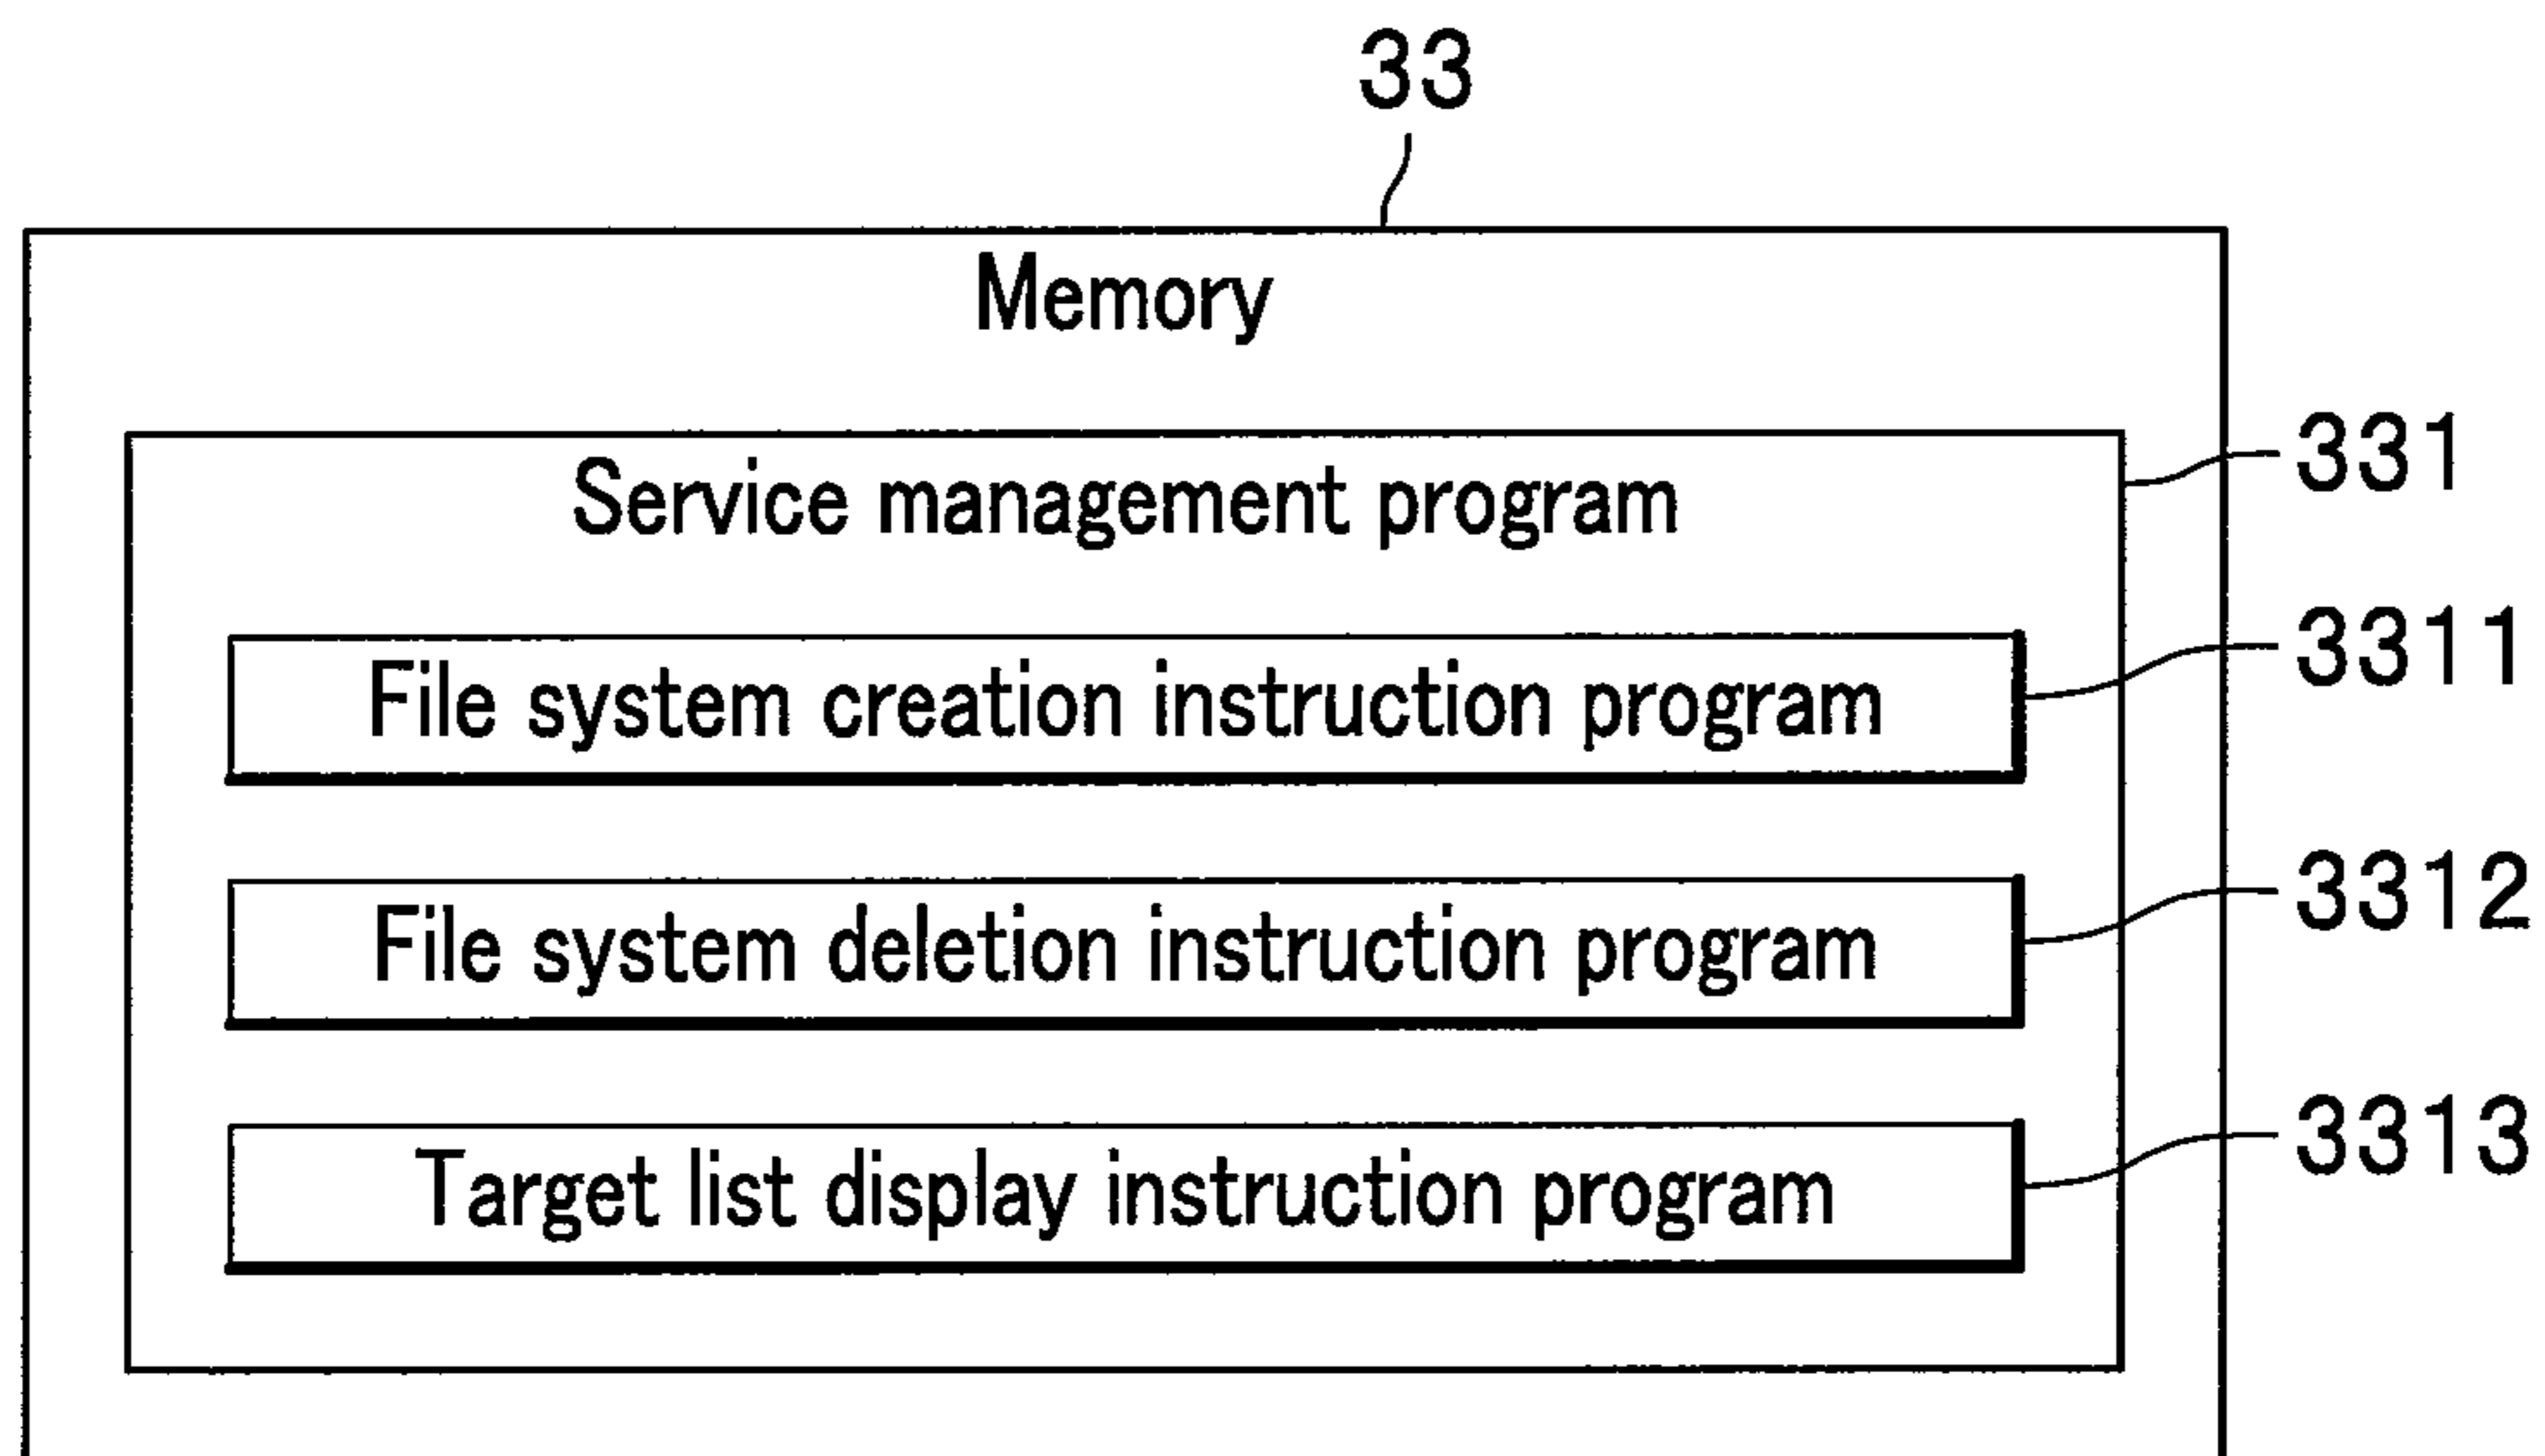 33
Memory
Service management program
331
File system creation instruction program
3311
File system deletion instruction program
3312
Target list display instruction program
3313